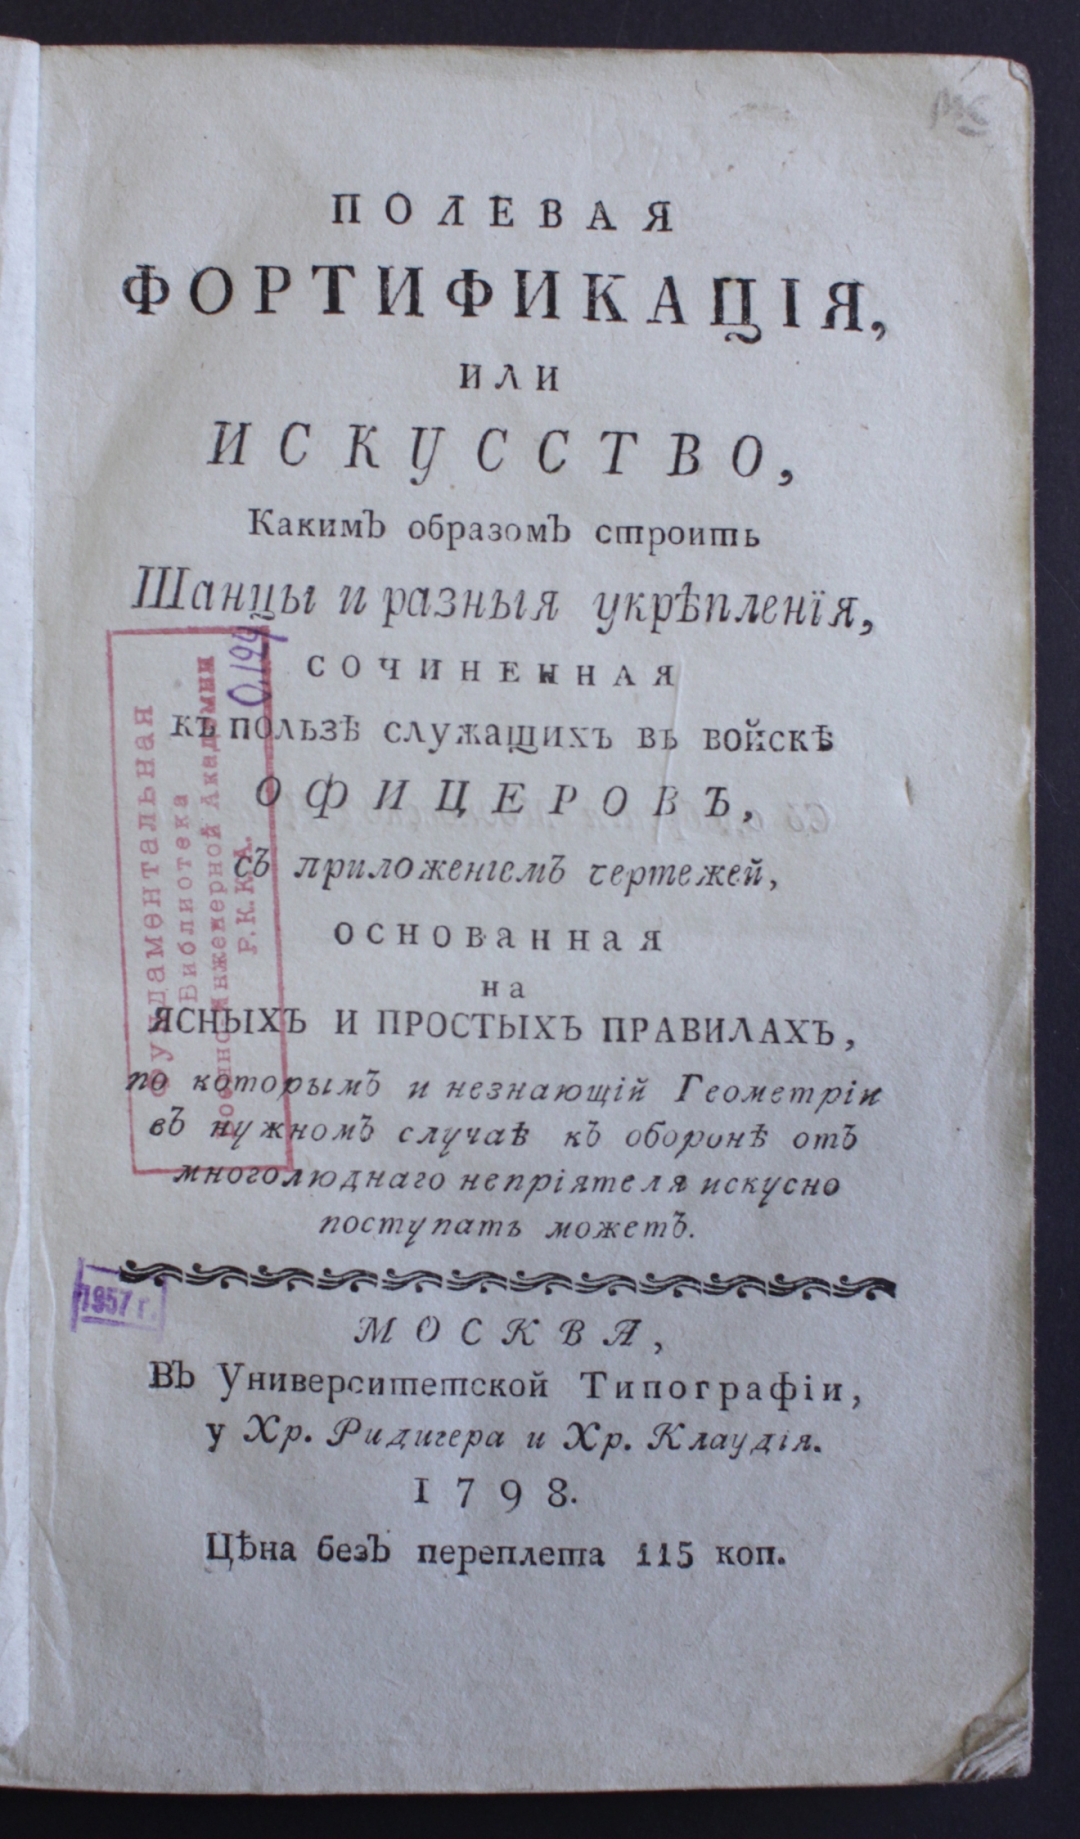 ПОЛЕВАЯ
ФОРТИФИКАЦІЯ,
ИЛИ
ИСКУССТВО,
КакимЪ образомЪ строить
Шанцы и разныя укрѣпленїя,
СОЧИНЕННАЯ
къ пользѣ служащихъ въ войскѣ
ОФИЦЕРОВЪ,
съ приложеніемЪ чертежей,
основанная
на
ЯСНЫХЪ И ПРОСТЫХЪ ПРАВИЛАХЪ,
по которымЪ и незнающій Геометріи
вЪ нужномЪ случаѣ кЪ оборонѣ отЪ
многолюднаго непріятеля искусно
поступать можетЪ.
МОСКВА,
ВЪ Университетской Типографіи,
у Хр. Ридигера и Хр. Клаудія.
1798.
Цѣна безЪ переплета 115 коп.
Фундаментальная
Библиотека
Военно-Инженерной Академии
Р.К.К.А.
0.194
1957 г.